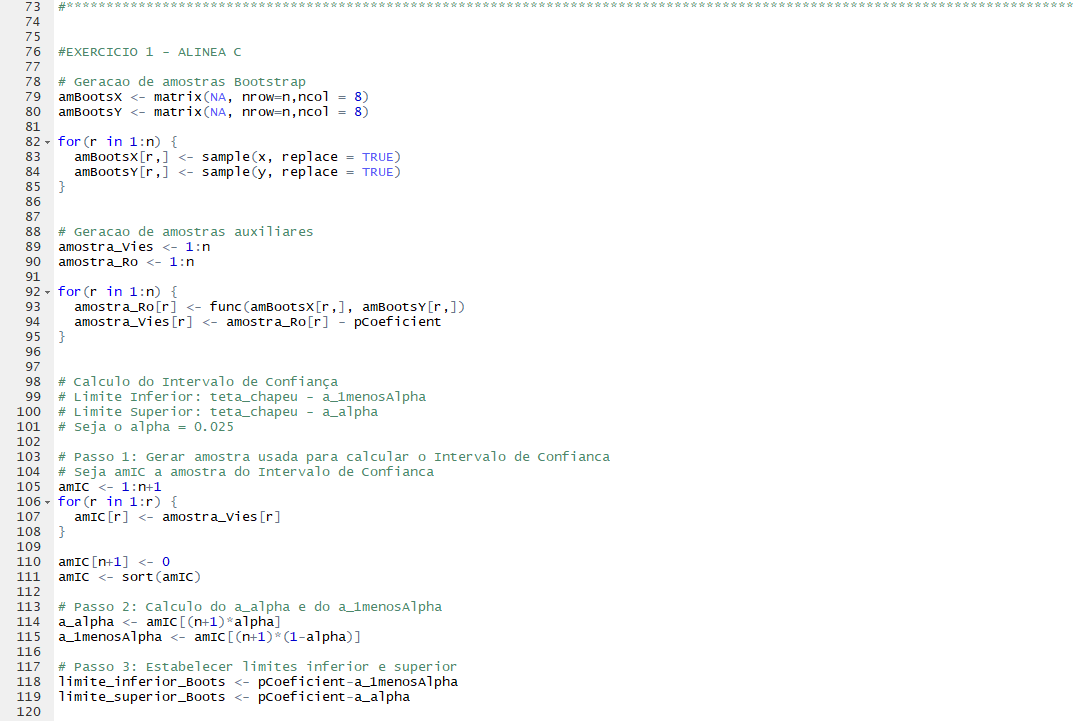 73 #*******************************************************************************************************************************
74
75
76 #EXERCICIO 1 - ALINEA C
77
78 # Geracao de amostras Bootstrap
79 amBootsX <- matrix(NA, nrow=n,ncol = 8)
80 amBootsY <- matrix(NA, nrow=n,ncol = 8)
81
82 for(r in 1:n) {
83   amBootsX[r,] <- sample(x, replace = TRUE)
84   amBootsY[r,] <- sample(y, replace = TRUE)
85 }
86
87
88 # Geracao de amostras auxiliares
89 amostra_Vies <- 1:n
90 amostra_Ro <- 1:n
91
92 for(r in 1:n) {
93   amostra_Ro[r] <- func(amBootsX[r,], amBootsY[r,])
94   amostra_Vies[r] <- amostra_Ro[r] - pCoeficient
95 }
96
97
98 # Calculo do Intervalo de Confiança
99 # Limite Inferior: teta_chapeu - a_1menosAlpha
100 # Limite Superior: teta_chapeu - a_alpha
101 # Seja o alpha = 0.025
102
103 # Passo 1: Gerar amostra usada para calcular o Intervalo de Confianca
104 # Seja amIC a amostra do Intervalo de Confianca
105 amIC <- 1:n+1
106 for(r in 1:r) {
107   amIC[r] <- amostra_Vies[r]
108 }
109
110 amIC[n+1] <- 0
111 amIC <- sort(amIC)
112
113 # Passo 2: Calculo do a_alpha e do a_1menosAlpha
114 a_alpha <- amIC[(n+1)*alpha]
115 a_1menosAlpha <- amIC[(n+1)*(1-alpha)]
116
117 # Passo 3: Estabelecer limites inferior e superior
118 limite_inferior_Boots <- pCoeficient-a_1menosAlpha
119 limite_superior_Boots <- pCoeficient-a_alpha
120